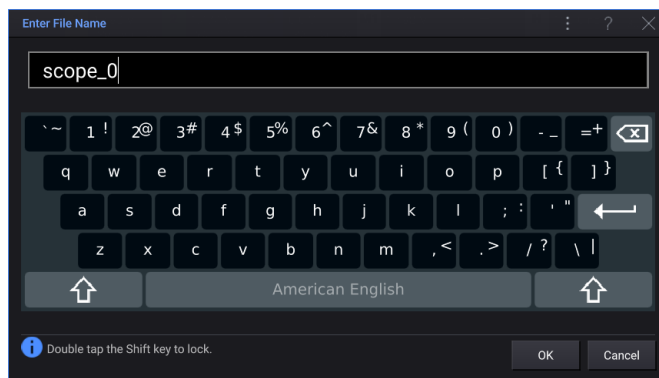 Enter File Name ?
scope_0
` ~ 1 ! 2 @ 3 # 4 $ 5 % 6 ^ 7 & 8 * 9 ( 0 ) - _ = +
q w e r t y u i o p [ { ] }
a s d f g h j k l ; : ' "
z x c v b n m , < . > / ? \ |
American English
i Double tap the Shift key to lock.
OK Cancel